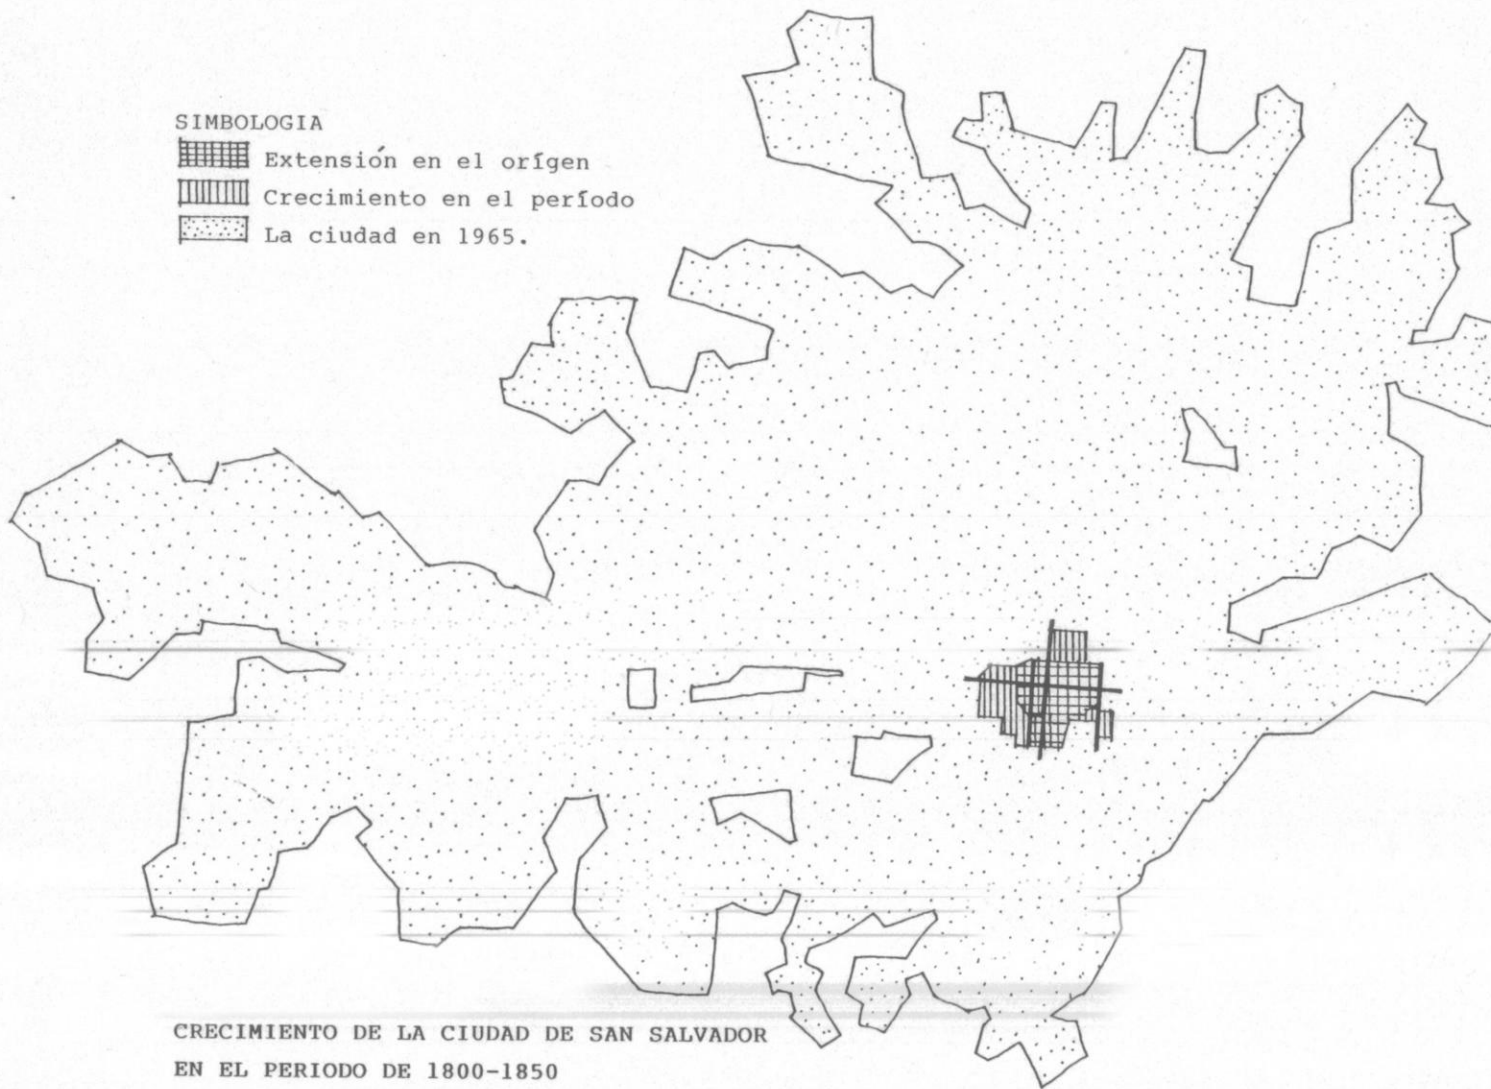 SIMBOLOGIA
Extensión en el orígen
Crecimiento en el período
La ciudad en 1965.
CRECIMIENTO DE LA CIUDAD DE SAN SALVADOR
EN EL PERIODO DE 1800-1850